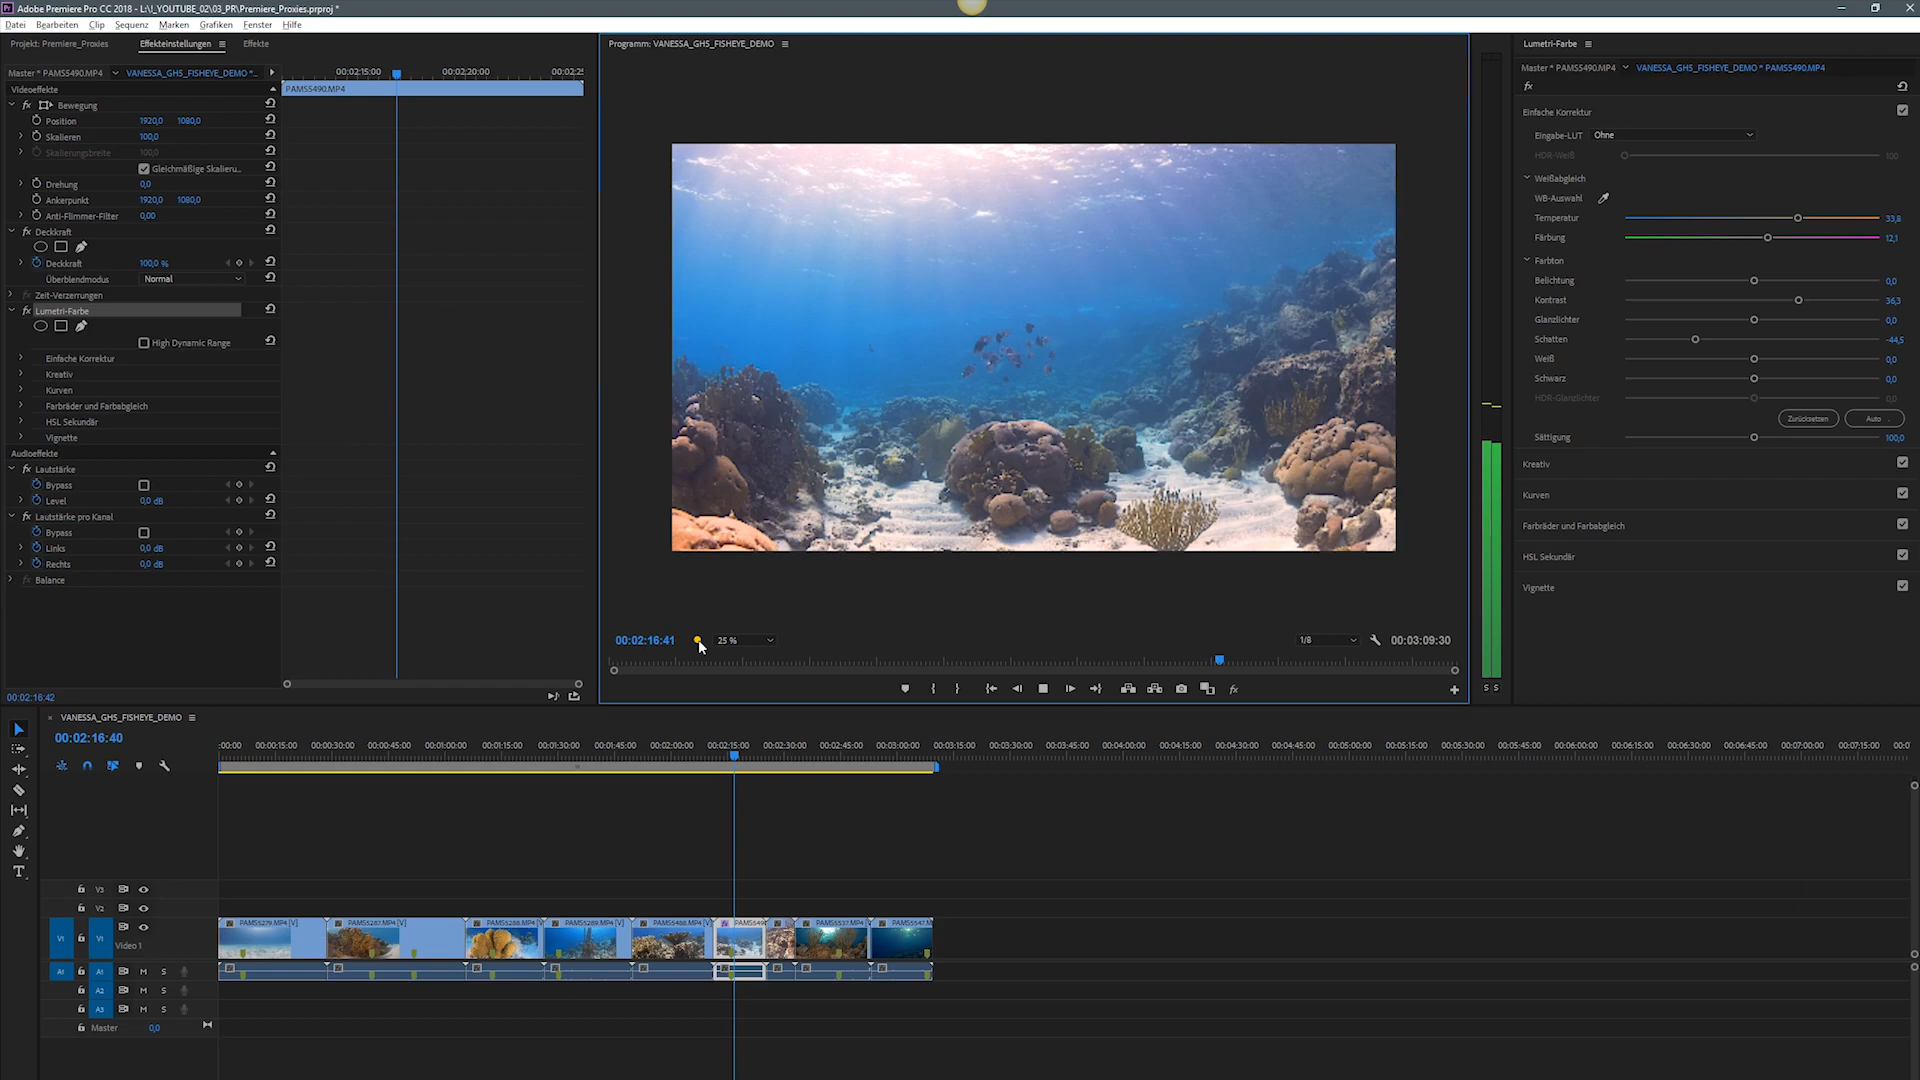 Adobe Premiere Pro CC 2018 - L:\!_YOUTUBE_02\03_PR\Premiere_Proxies.prproj *
Datei Bearbeiten Clip Sequenz Marken Grafiken Fenster Hilfe
Projekt: Premiere_Proxies Effekteinstellungen Effekte
Master * PAMS5490.MP4 VANESSA_GHS_FISHEYE_DEMO *...
00:02:15:00 00:02:20:00 00:02:25
Videoeffekte
PAMS5490.MP4
fx Bewegung
Position 1920,0 1080,0
Skalieren 100,0
Skalierungsbreite 100,0
Gleichmäßige Skalieru...
Drehung 0,0
Ankerpunkt 1920,0 1080,0
Anti-Flimmer-Filter 0,00
fx Deckkraft
Deckkraft 100,0 %
Überblendmodus Normal
fx Zeit-Verzerrungen
fx Lumetri-Farbe
High Dynamic Range
Einfache Korrektur
Kreativ
Kurven
Farbräder und Farbabgleich
HSL Sekundär
Vignette
Audioeffekte
fx Lautstärke
Bypass
Level 0,0 dB
fx Lautstärke pro Kanal
Bypass
Links 0,0 dB
Rechts 0,0 dB
fx Balance
00:02:16:42
Programm: VANESSA_GHS_FISHEYE_DEMO
00:02:16:41 25 % 1/8 00:03:09:30
fx
S S
Lumetri-Farbe
Master * PAMS5490.MP4 VANESSA_GHS_FISHEYE_DEMO * PAMS5490.MP4
fx
Einfache Korrektur
Eingabe-LUT Ohne
HDR-Weiß 100
Weißabgleich
WB-Auswahl
Temperatur 33,8
Färbung 12,1
Farbton
Belichtung 0,0
Kontrast 36,3
Glanzlichter 0,0
Schatten -44,5
Weiß 0,0
Schwarz 0,0
HDR-Glanzlichter 0,0
Zurücksetzen Auto
Sättigung 100,0
Kreativ
Kurven
Farbräder und Farbabgleich
HSL Sekundär
Vignette
VANESSA_GHS_FISHEYE_DEMO
00:02:16:40
:00:00 00:00:15:00 00:00:30:00 00:00:45:00 00:01:00:00 00:01:15:00 00:01:30:00 00:01:45:00 00:02:00:00 00:02:15:00 00:02:30:00 00:02:45:00 00:03:00:00 00:03:15:00 00:03:30:00 00:03:45:00 00:04:00:00 00:04:15:00 00:04:30:00 00:04:45:00 00:05:00:00 00:05:15:00 00:05:30:00 00:05:45:00 00:06:00:00 00:06:15:00 00:06:30:00 00:06:45:00 00:07:00:00 00:07:15:00 00:0
T
V3
V2
PAMS5279.MP4 [V] PAMS5287.MP4 [V] PAMS5288.MP4 [V] PAMS5289.MP4 [V] PAMS5488.MP4 [V] PAMS549 PAMS5537.MP4 PAMS5547.M
V1 V1
Video 1
A1 A1 M S
A2 M S
A3 M S
Master 0,0